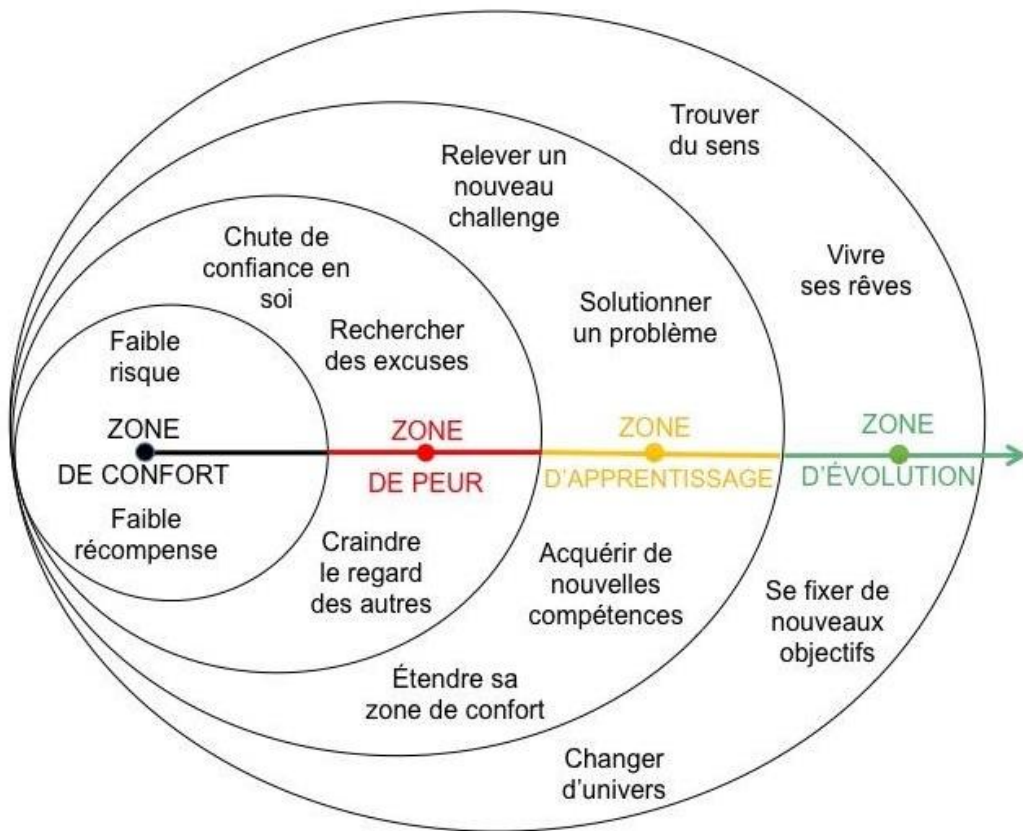 Trouver
du sens
Relever un
nouveau
challenge
Chute de
confiance en
soi
Vivre
ses rêves
Solutionner
un problème
Rechercher
des excuses
Faible
risque
ZONE
DE CONFORT
ZONE
DE PEUR
ZONE
D'APPRENTISSAGE
ZONE
D'ÉVOLUTION
Faible
récompense
Craindre
le regard
des autres
Acquérir de
nouvelles
compétences
Se fixer de
nouveaux
objectifs
Étendre sa
zone de confort
Changer
d'univers